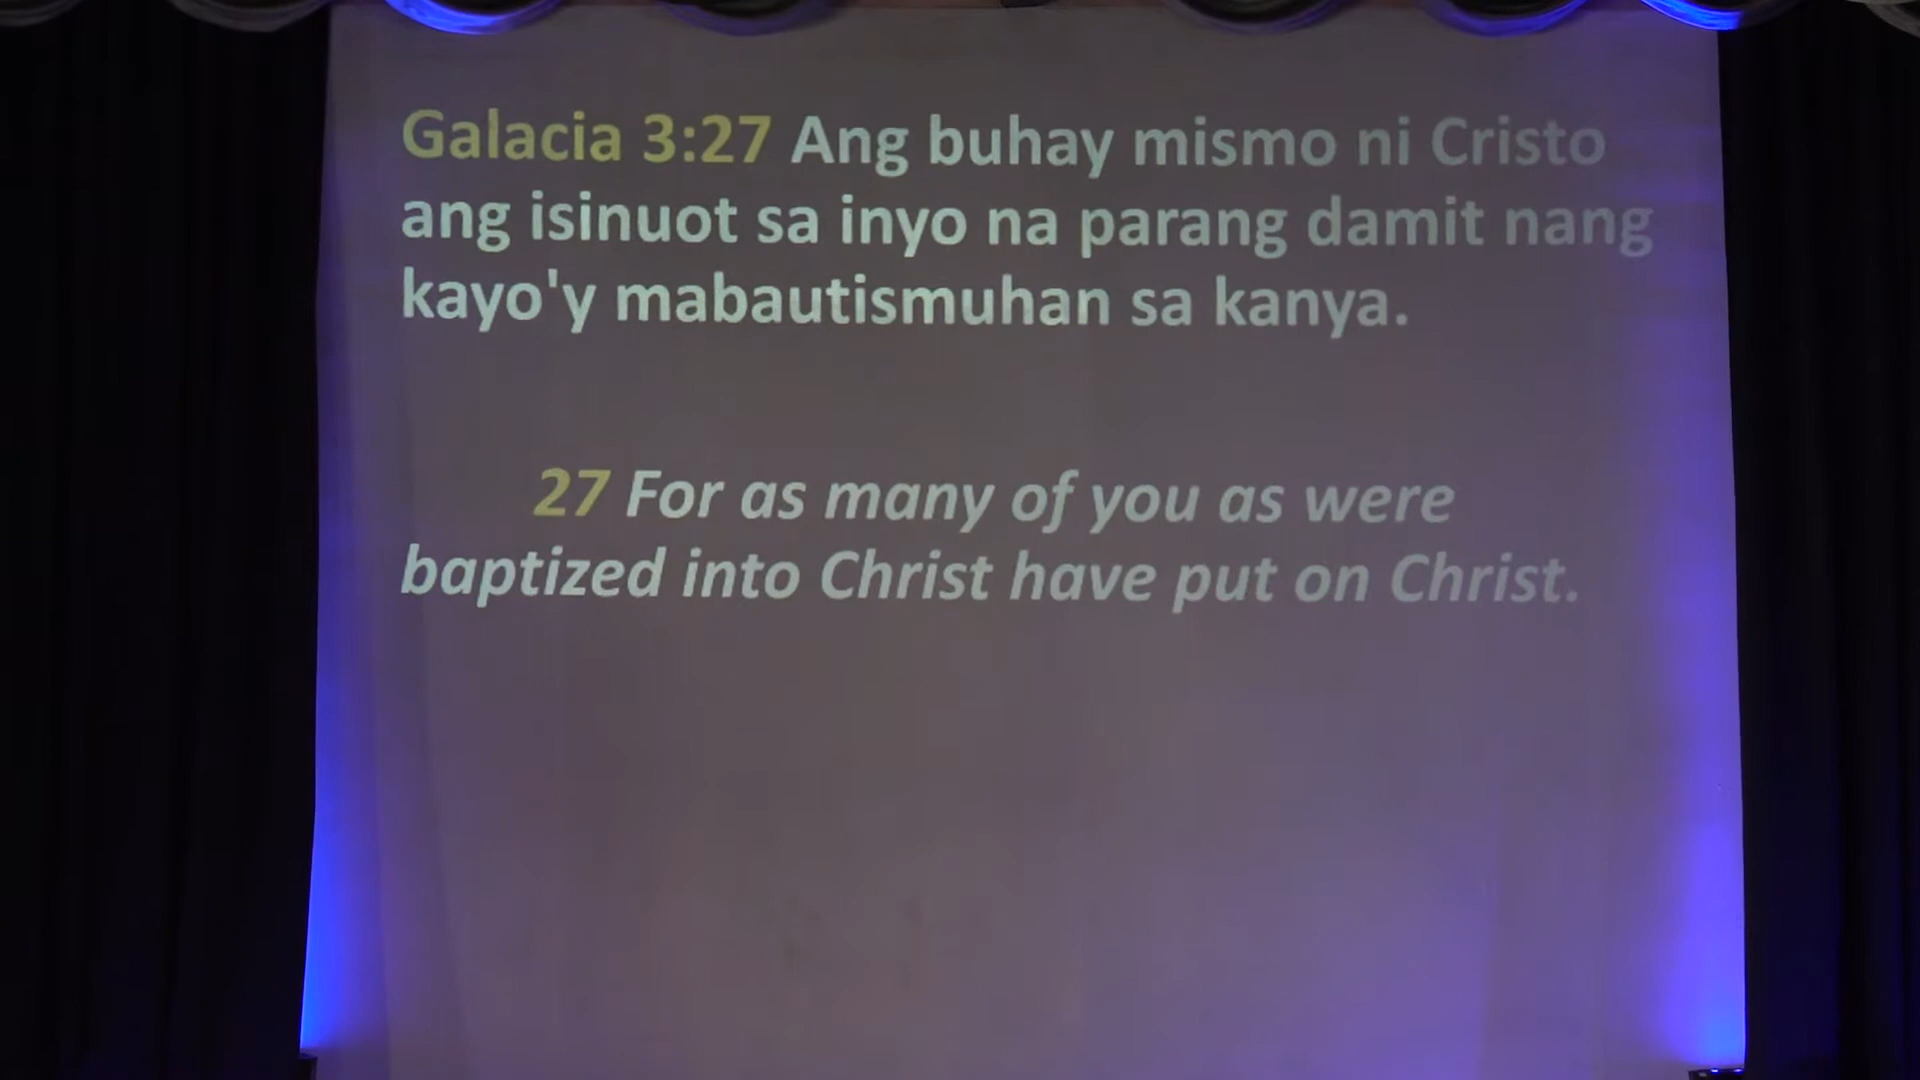 Galacia 3:27 Ang buhay mismo ni Cristo
ang isinuot sa inyo na parang damit nang
kayo'y mabautismuhan sa kanya.
27 For as many of you as were
baptized into Christ have put on Christ.